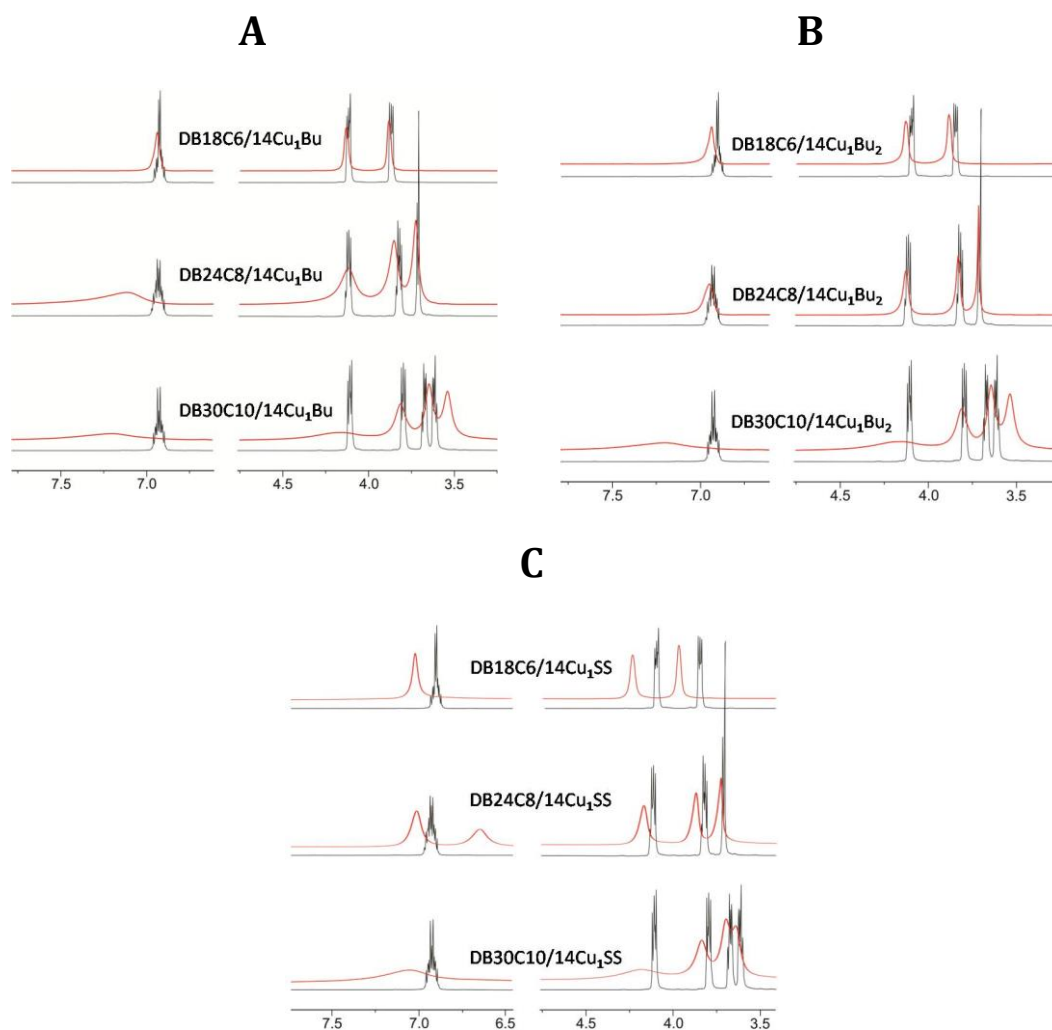 A
DB18C6/14Cu₁Bu
DB24C8/14Cu₁Bu
DB30C10/14Cu₁Bu
7.5 7.0 4.5 4.0 3.5
B
DB18C6/14Cu₁Bu₂
DB24C8/14Cu₁Bu₂
DB30C10/14Cu₁Bu₂
7.5 7.0 4.5 4.0 3.5
C
DB18C6/14Cu₁SS
DB24C8/14Cu₁SS
DB30C10/14Cu₁SS
7.5 7.0 6.5 4.5 4.0 3.5